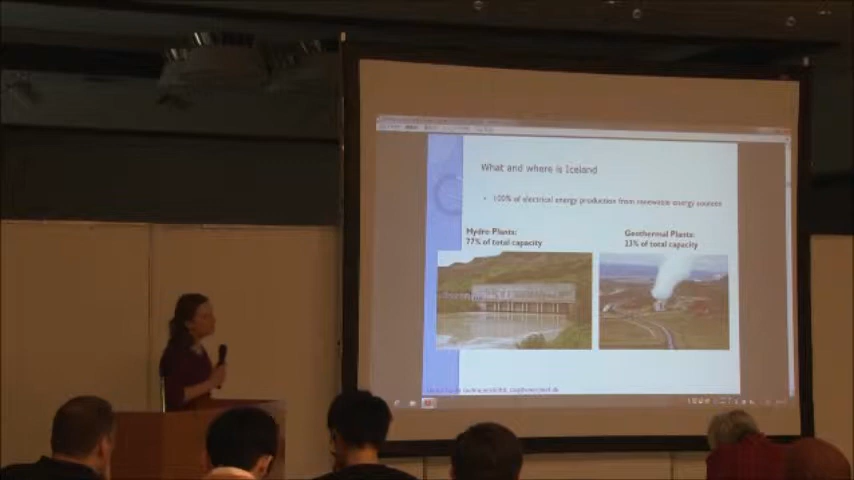 What and where is Iceland
• 100% of electrical energy production from renewable energy sources
Hydro Plants:
77% of total capacity
Geothermal Plants:
23% of total capacity